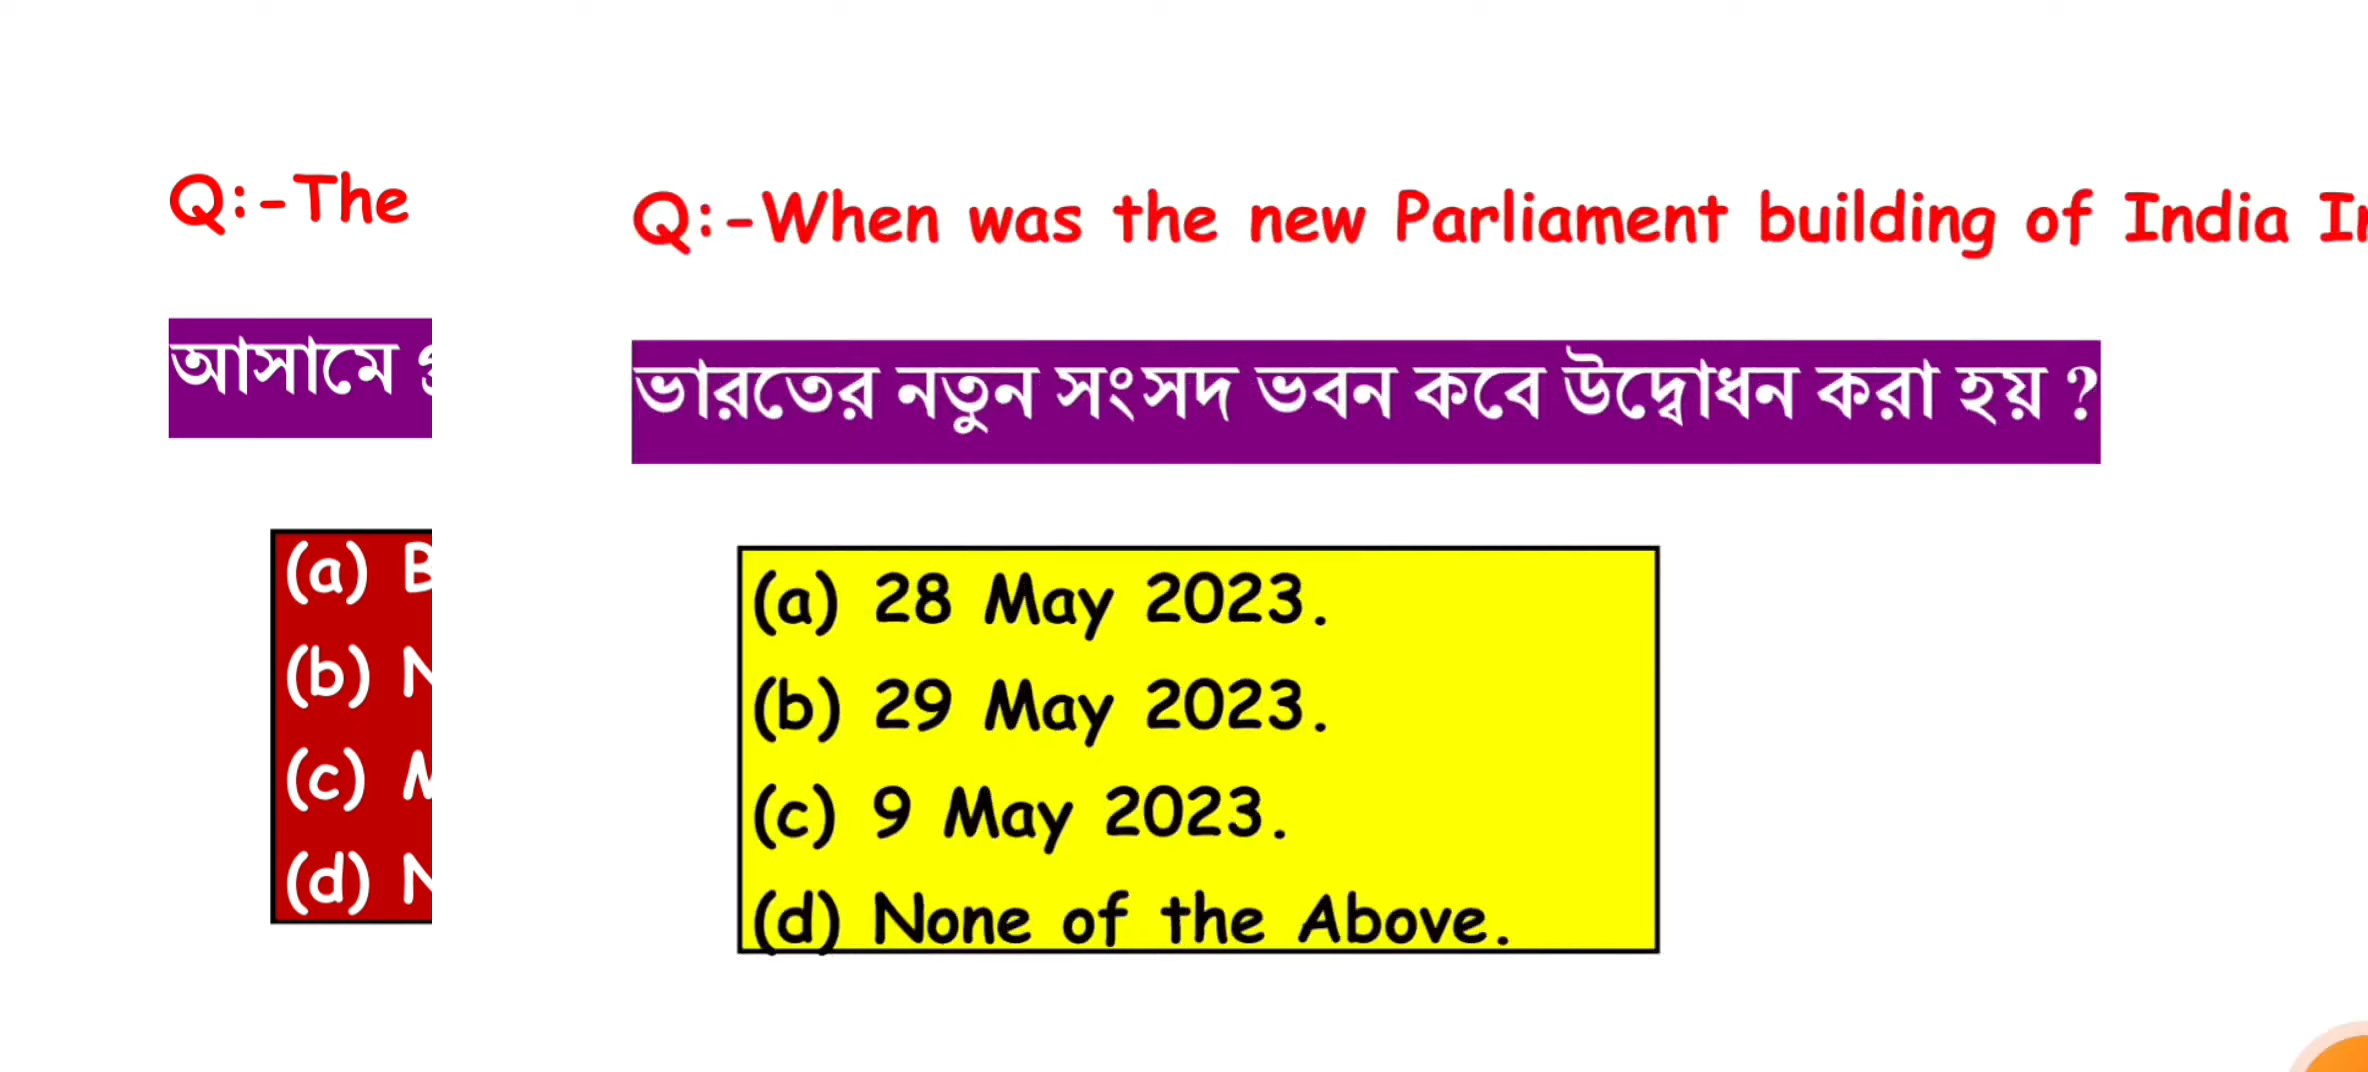 Q:-The
আসামে
(a) B
(b) N
(c) M
(d) N
Q:-When was the new Parliament building of India
ভারতের নতুন সংসদ ভবন কবে উদ্বোধন করা হয় ?
(a) 28 May 2023.
(b) 29 May 2023.
(c) 9 May 2023.
(d) None of the Above.